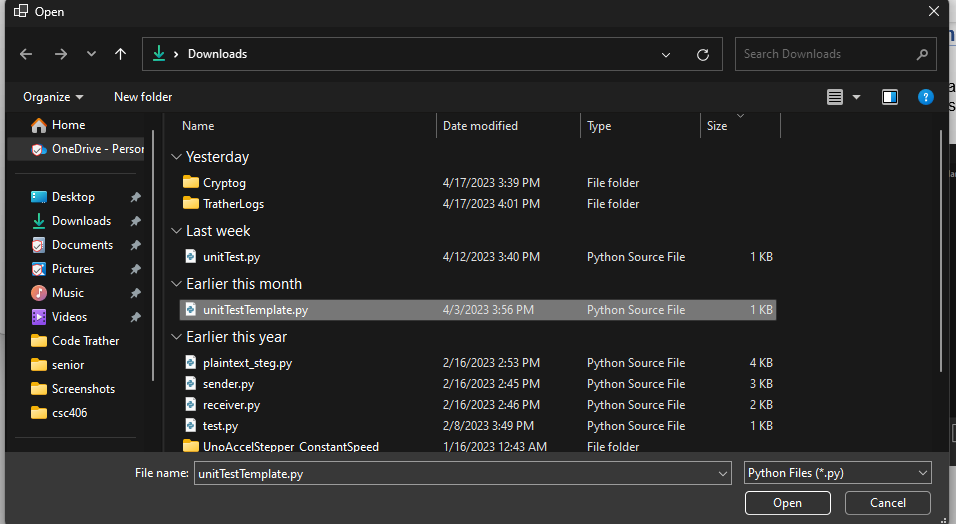 Open
Downloads
Search Downloads
Organize
New folder
?
Name Date modified Type Size
Home
OneDrive - Person
Desktop
Downloads
Documents
Pictures
Music
Videos
Code Trather
senior
Screenshots
csc406
Yesterday
Cryptog 4/17/2023 3:39 PM File folder
TratherLogs 4/17/2023 4:01 PM File folder
Last week
unitTest.py 4/12/2023 3:40 PM Python Source File 1 KB
Earlier this month
unitTestTemplate.py 4/3/2023 3:56 PM Python Source File 1 KB
Earlier this year
plaintext_steg.py 2/16/2023 2:53 PM Python Source File 4 KB
sender.py 2/16/2023 2:45 PM Python Source File 3 KB
receiver.py 2/16/2023 2:46 PM Python Source File 2 KB
test.py 2/8/2023 3:49 PM Python Source File 1 KB
UnoAccelStepper_ConstantSpeed 1/16/2023 12:43 AM File folder
File name: unitTestTemplate.py Python Files (*.py)
Open Cancel